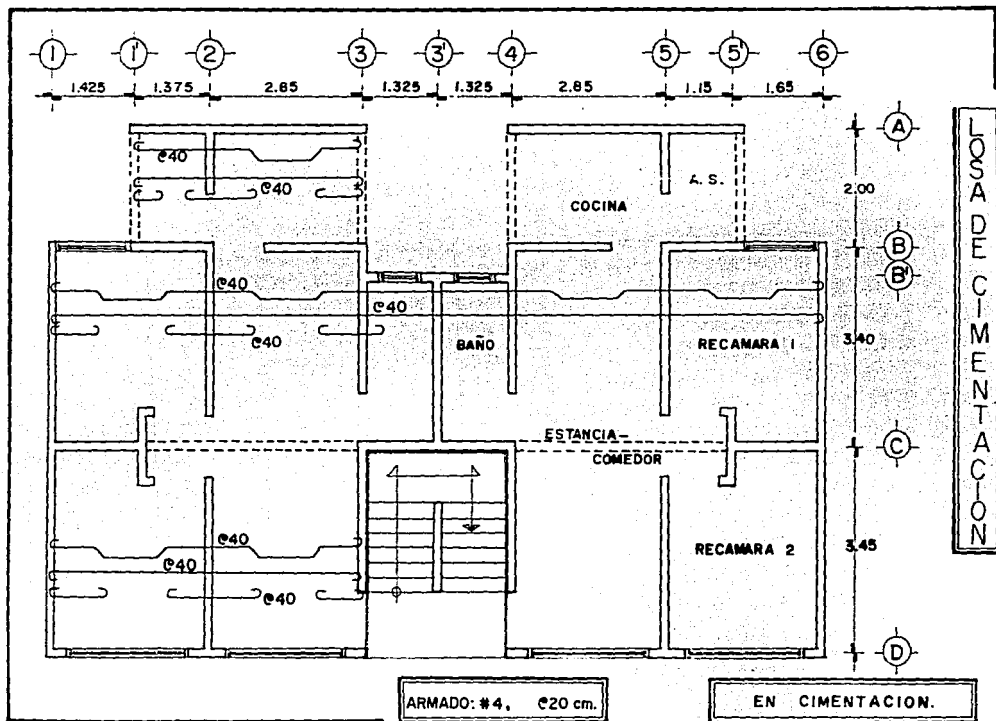 1 1' 2 3 3' 4 5 5' 6
1.425 1.375 2.85 1.325 1.325 2.85 1.15 1.65
A
@40
A. S.
@40
COCINA
2.00
B
B'
@40
@40
BAÑO
RECAMARA 1
3.40
@40
ESTANCIA-
COMEDOR
C
@40
@40
RECAMARA 2
3.45
@40
D
LOSA DE CIMENTACION
ARMADO: #4, @20 cm.
EN CIMENTACION.